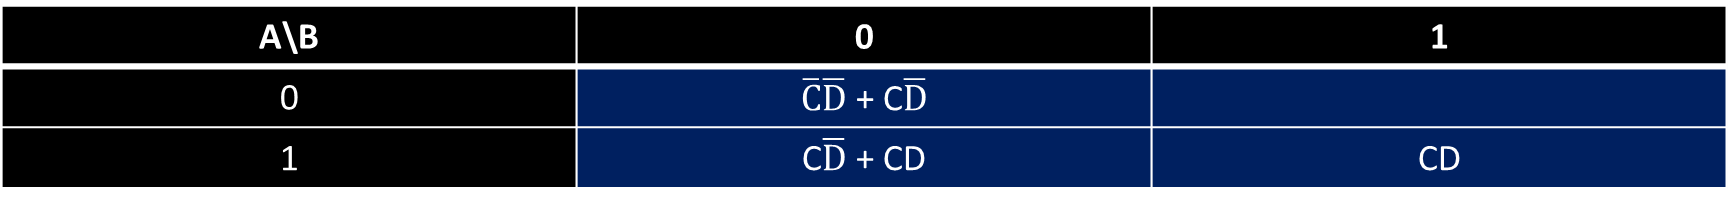 A\B 0 1
0 C̅D̅ + CD̅
1 CD̅ + CD CD